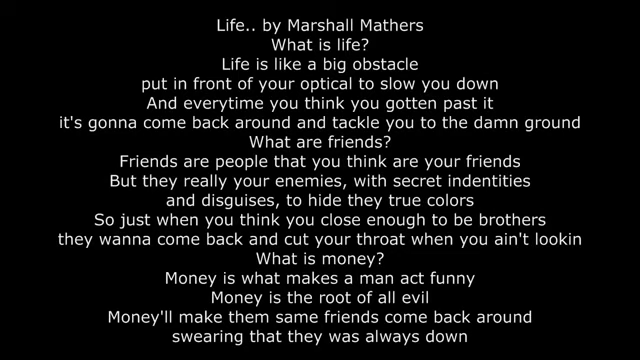 Life.. by Marshall Mathers
What is life?
Life is like a big obstacle
put in front of your optical to slow you down
And everytime you think you gotten past it
it's gonna come back around and tackle you to the damn ground
What are friends?
Friends are people that you think are your friends
But they really your enemies, with secret indentities
and disguises, to hide they true colors
So just when you think you close enough to be brothers
they wanna come back and cut your throat when you ain't lookin
What is money?
Money is what makes a man act funny
Money is the root of all evil
Money'll make them same friends come back around
swearing that they was always down